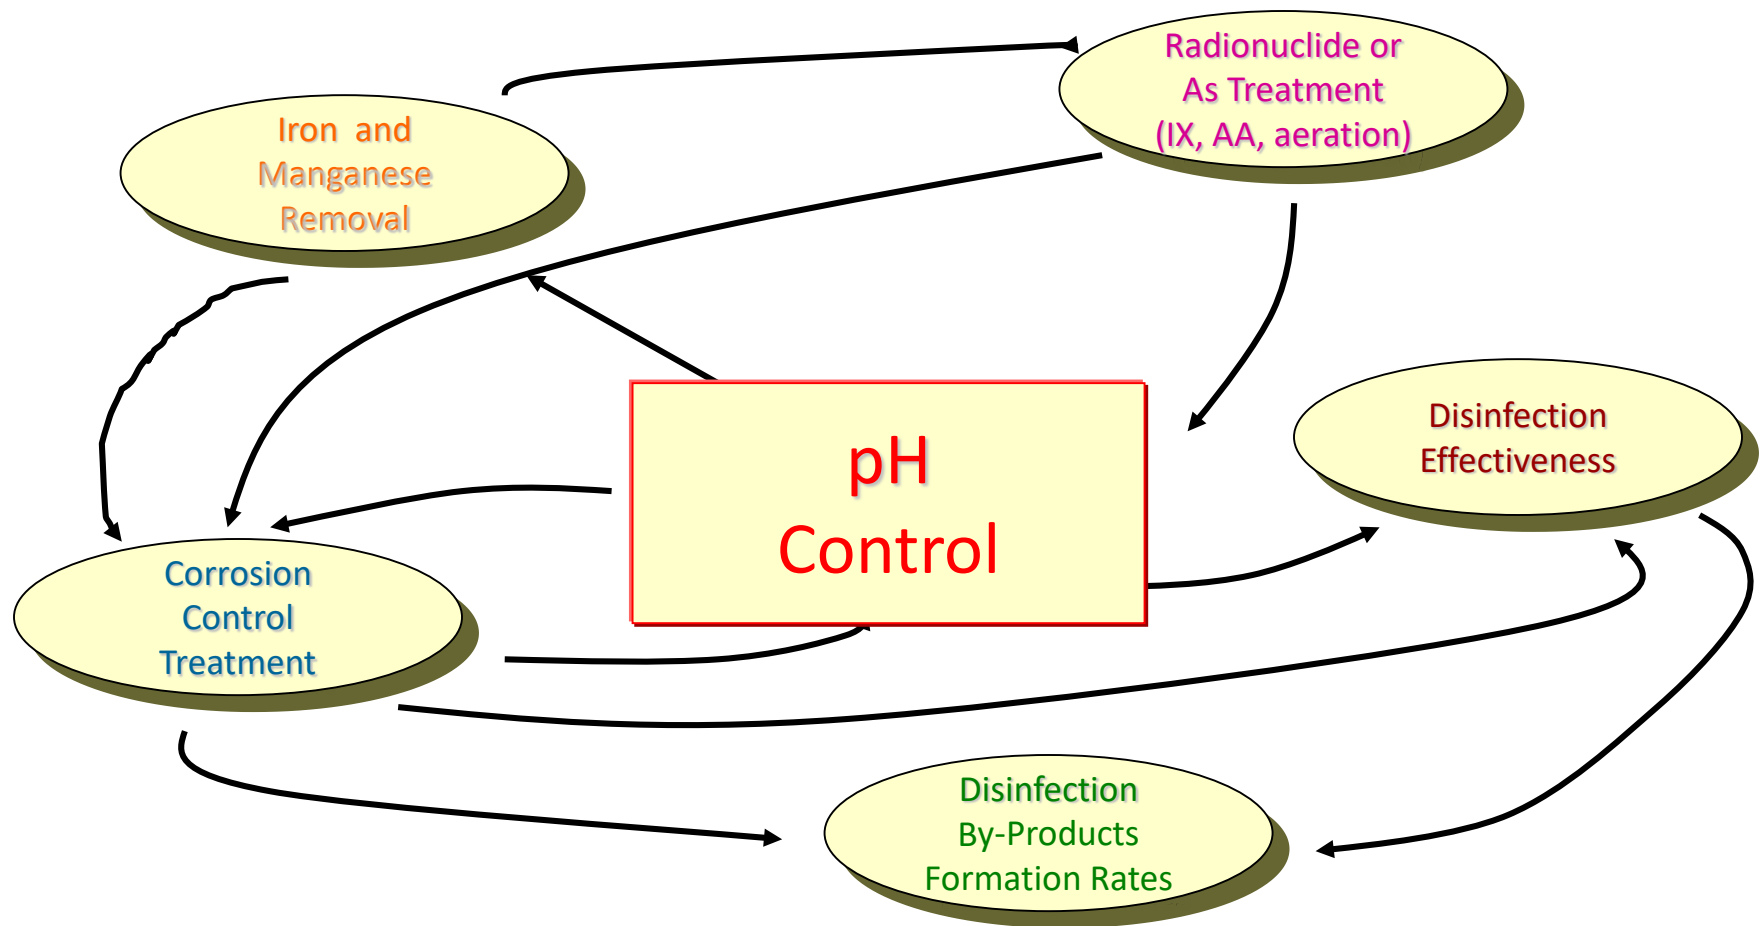 Radionuclide or
As Treatment
(IX, AA, aeration)
Iron and
Manganese
Removal
pH
Control
Disinfection
Effectiveness
Corrosion
Control
Treatment
Disinfection
By-Products
Formation Rates